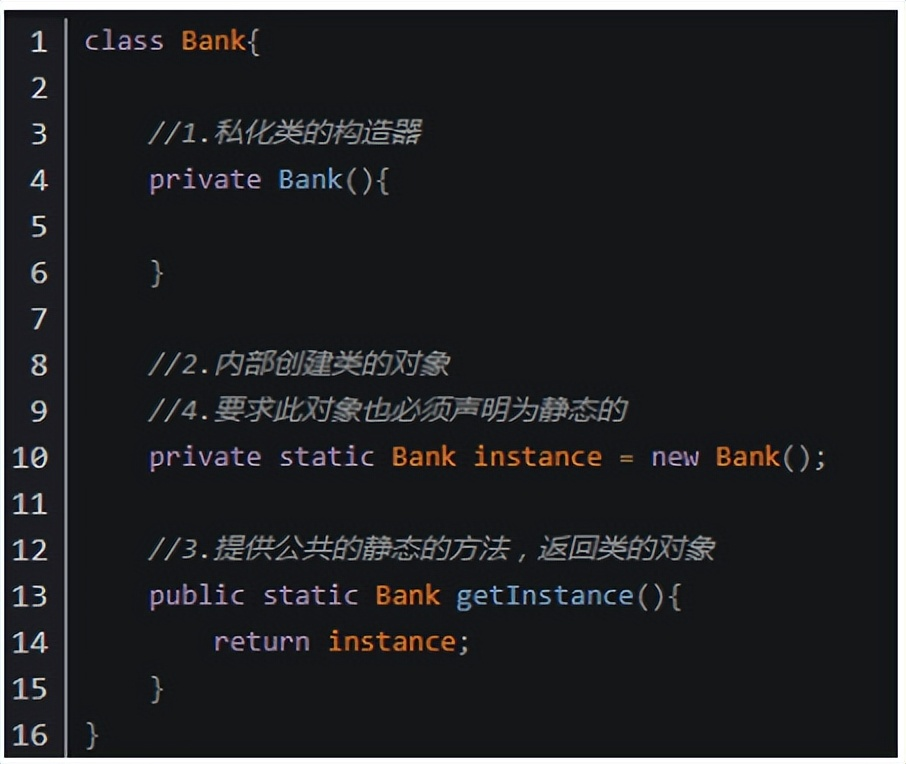 1 class Bank{
2
3 //1.私化类的构造器
4 private Bank(){
5
6 }
7
8 //2.内部创建类的对象
9 //4.要求此对象也必须声明为静态的
10 private static Bank instance = new Bank();
11
12 //3.提供公共的静态的方法，返回类的对象
13 public static Bank getInstance(){
14 return instance;
15 }
16 }